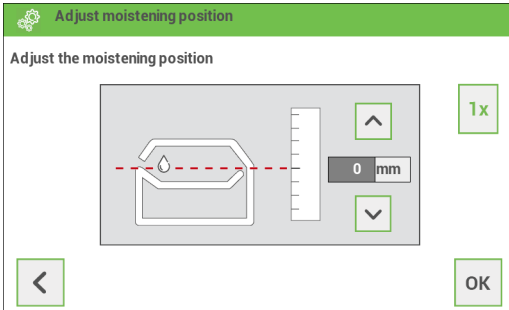 Adjust moistening position
Adjust the moistening position
1x
0 mm
OK